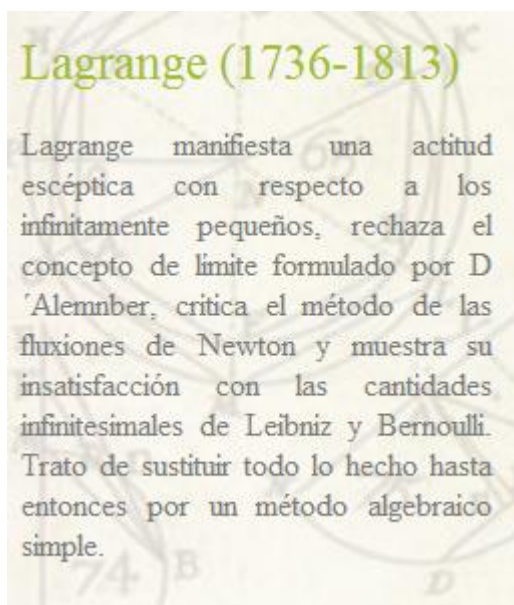 Lagrange (1736-1813)
Lagrange manifiesta una actitud
escéptica con respecto a los
infinitamente pequeños, rechaza el
concepto de límite formulado por D
´Alemnber, critica el método de las
fluxiones de Newton y muestra su
insatisfacción con las cantidades
infinitesimales de Leibniz y Bernoulli.
Trato de sustituir todo lo hecho hasta
entonces por un método algebraico
simple.
74
B
D